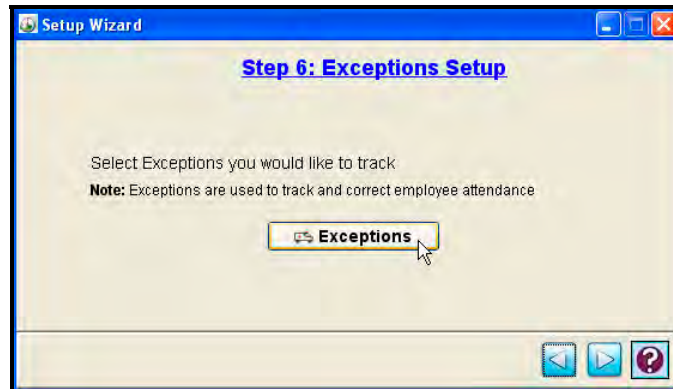 Setup Wizard
Step 6: Exceptions Setup
Select Exceptions you would like to track
Note: Exceptions are used to track and correct employee attendance
Exceptions
?